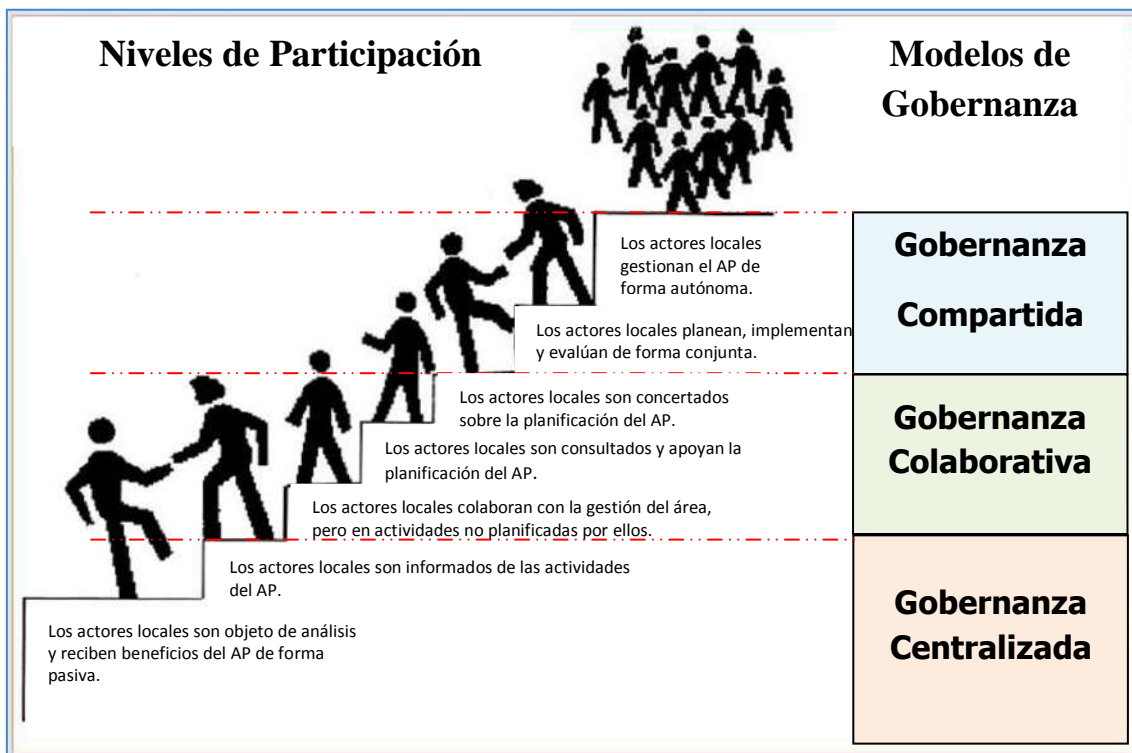 Niveles de Participación
Modelos de
Gobernanza
Los actores locales
gestionan el AP de
forma autónoma.
Los actores locales planean, implementan
y evalúan de forma conjunta.
Gobernanza
Compartida
Los actores locales son concertados
sobre la planificación del AP.
Los actores locales son consultados y apoyan la
planificación del AP.
Los actores locales colaboran con la gestión del área,
pero en actividades no planificadas por ellos.
Gobernanza
Colaborativa
Los actores locales son informados de las actividades
del AP.
Los actores locales son objeto de análisis
y reciben beneficios del AP de forma
pasiva.
Gobernanza
Centralizada